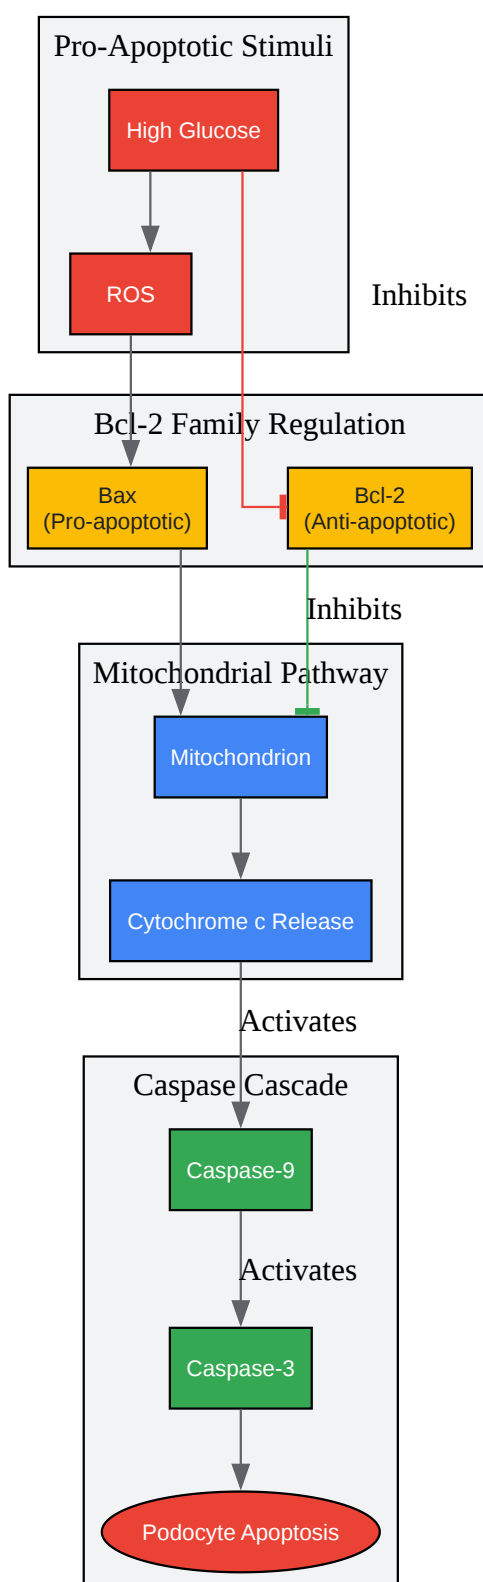 Pro-Apoptotic Stimuli
High Glucose
ROS
Inhibits
Bcl-2 Family Regulation
Bax
(Pro-apoptotic)
Bcl-2
(Anti-apoptotic)
Inhibits
Mitochondrial Pathway
Mitochondrion
Cytochrome c Release
Activates
Caspase Cascade
Caspase-9
Activates
Caspase-3
Podocyte Apoptosis